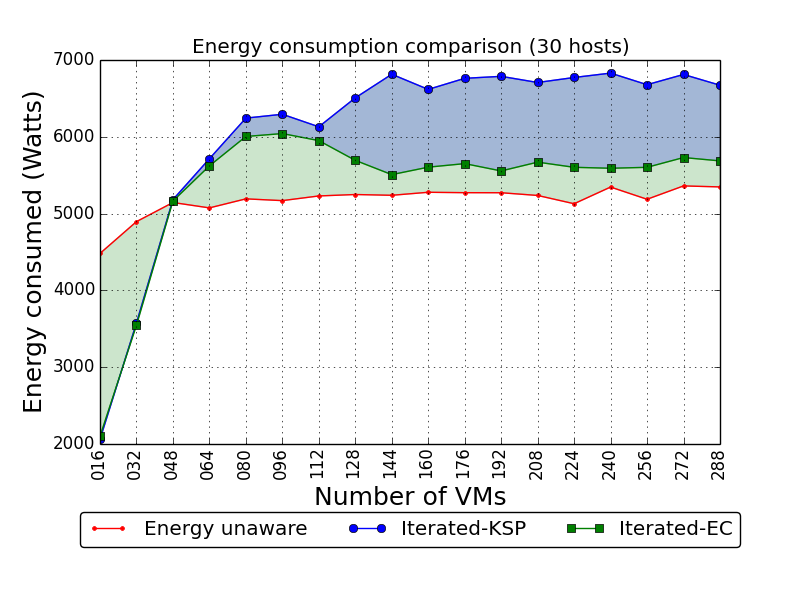 Energy consumption comparison (30 hosts)
7000
6000
5000
4000
3000
2000
Energy consumed (Watts)
016 032 048 064 080 096 112 128 144 160 176 192 208 224 240 256 272 288
Number of VMs
Energy unaware Iterated-KSP Iterated-EC